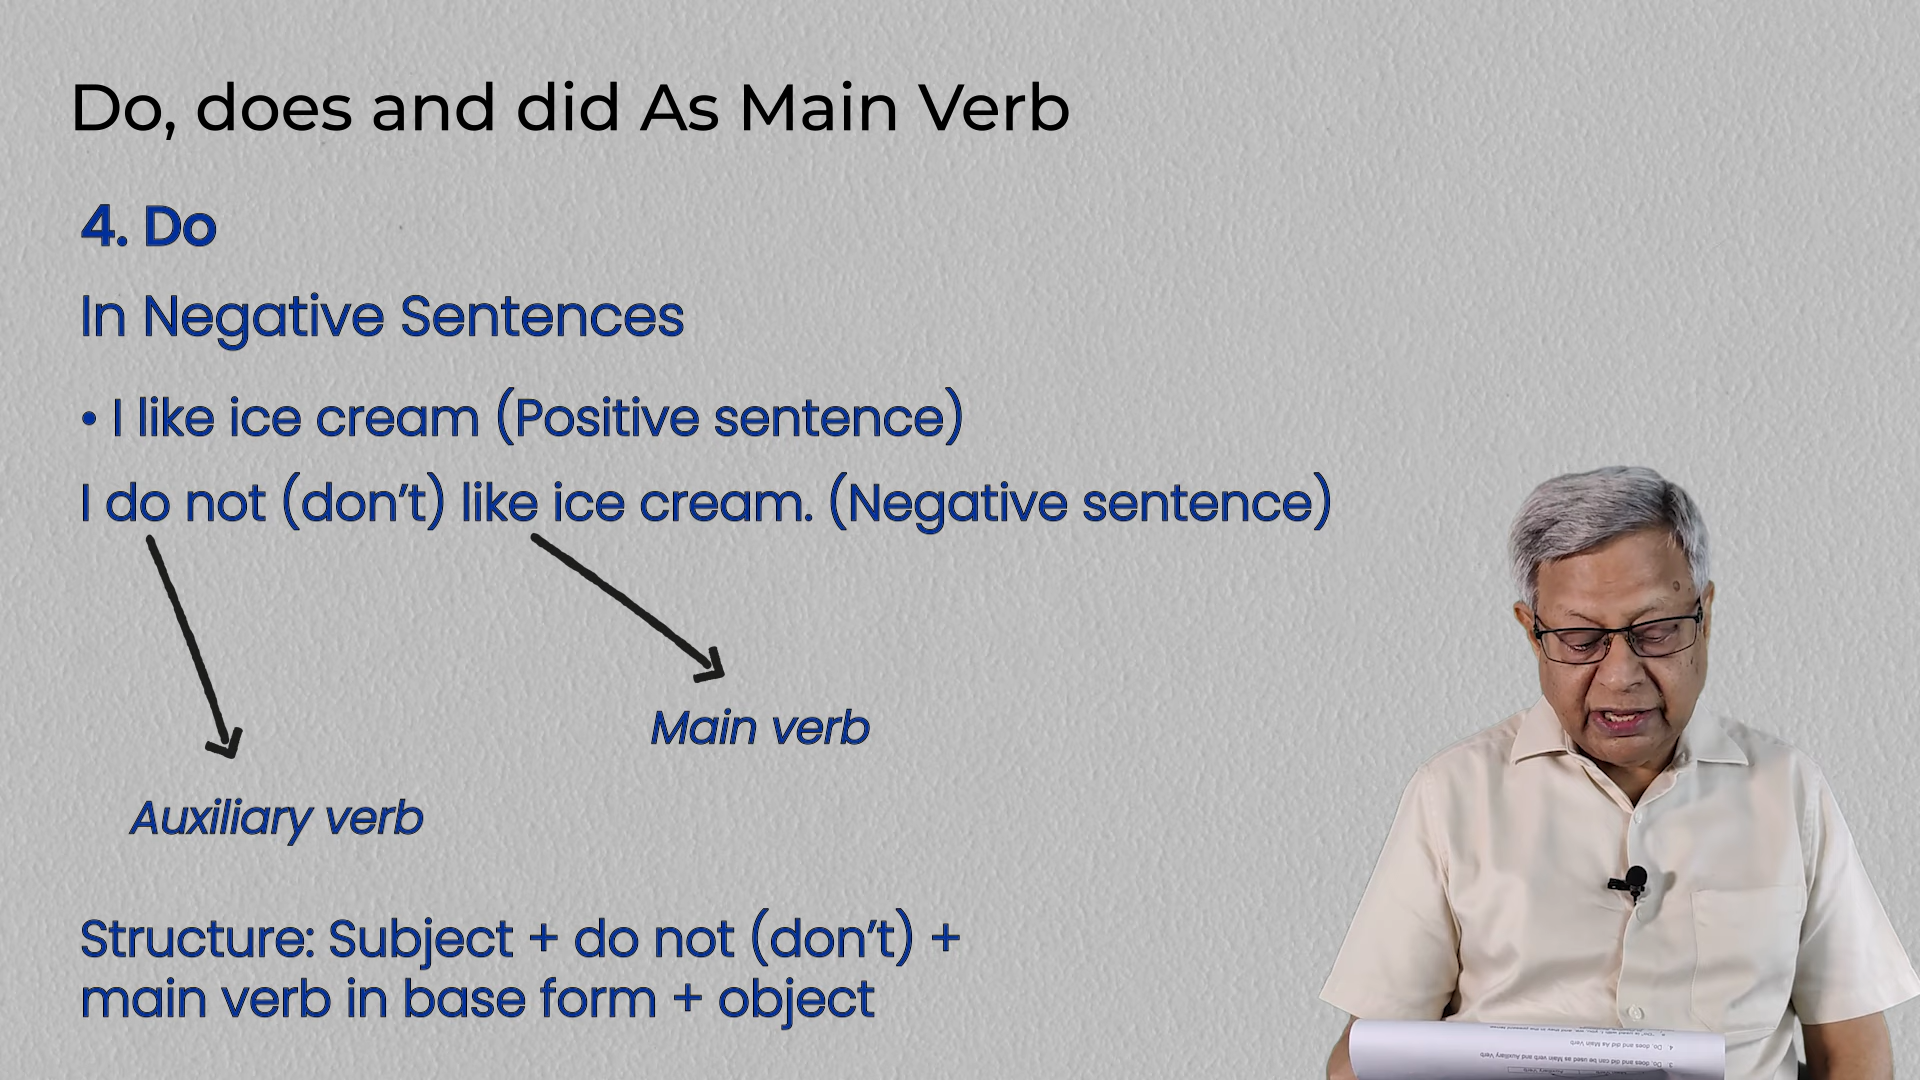 Do, does and did As Main Verb
4. Do
In Negative Sentences
• I like ice cream (Positive sentence)
I do not (don’t) like ice cream. (Negative sentence)
Main verb
Auxiliary verb
Structure: Subject + do not (don’t) +
main verb in base form + object